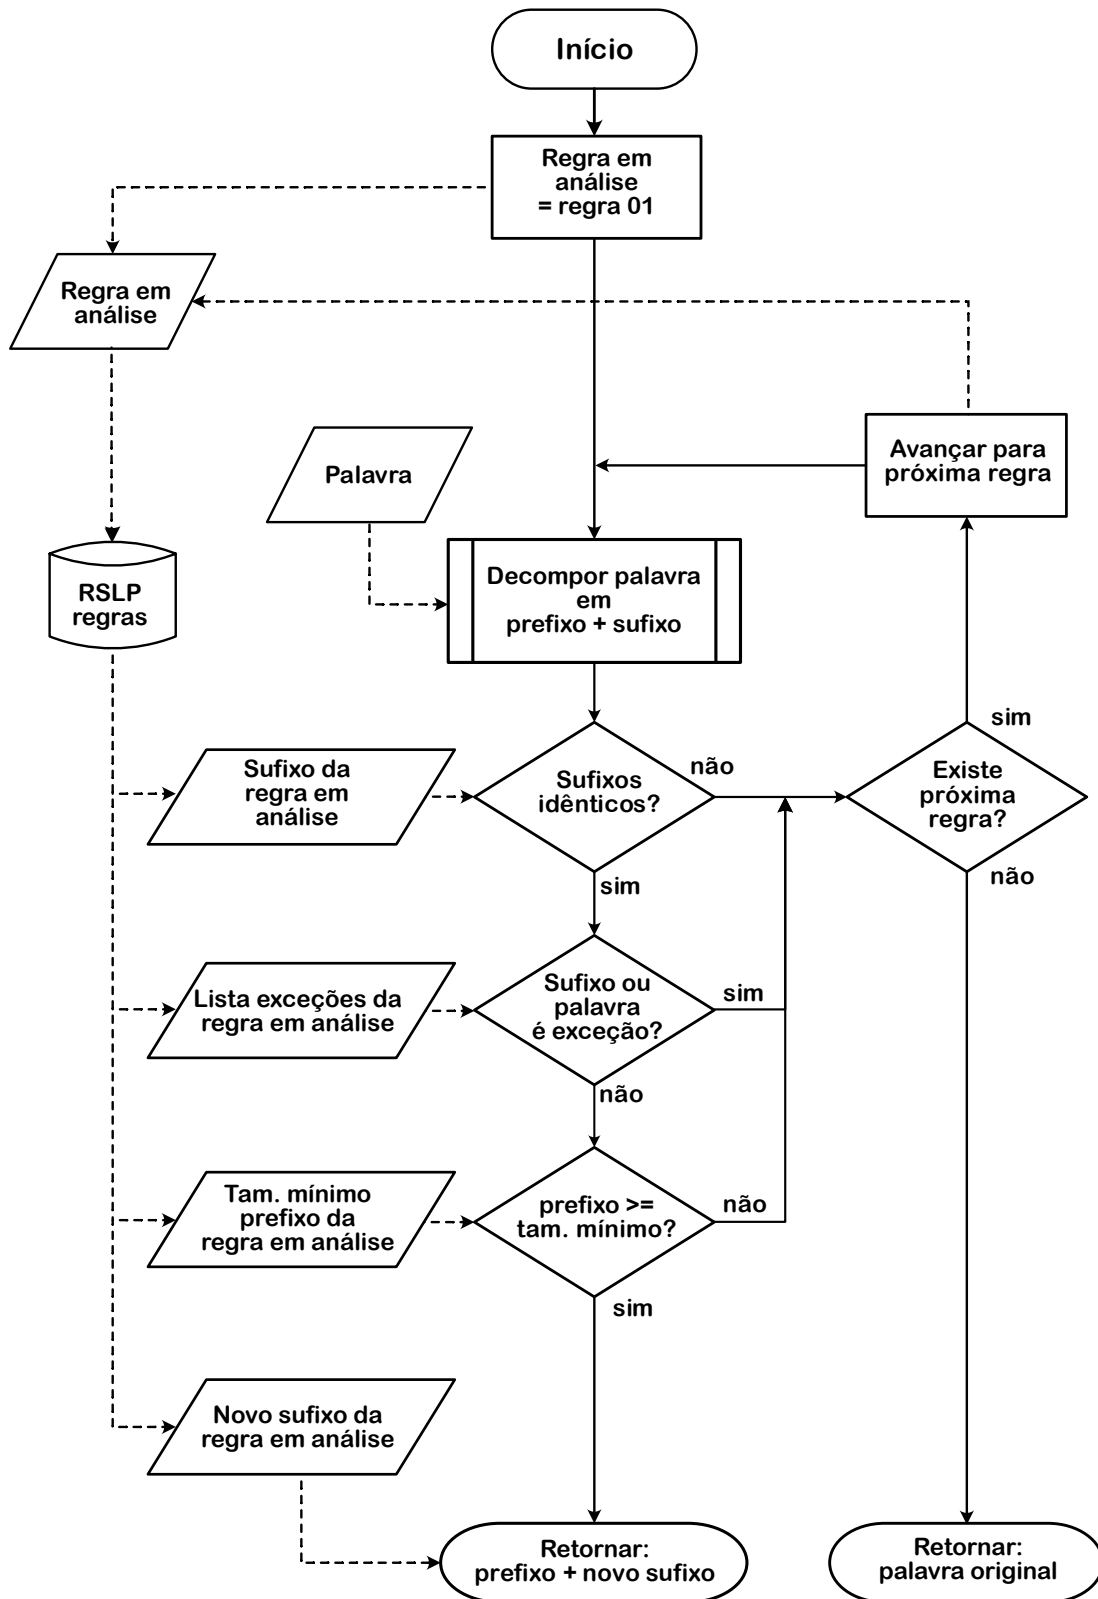 Início
Regra em
análise
= regra 01
Regra em
análise
Avançar para
próxima regra
Palavra
Decompor palavra
em
prefixo + sufixo
RSLP
regras
sim
Sufixo da
regra em
análise
Sufixos
idênticos?
não
Existe
próxima
regra?
sim
não
Lista exceções da
regra em análise
Sufixo ou
palavra
é exceção?
sim
não
Tam. mínimo
prefixo da
regra em análise
prefixo >=
tam. mínimo?
não
sim
Novo sufixo da
regra em análise
Retornar:
prefixo + novo sufixo
Retornar:
palavra original